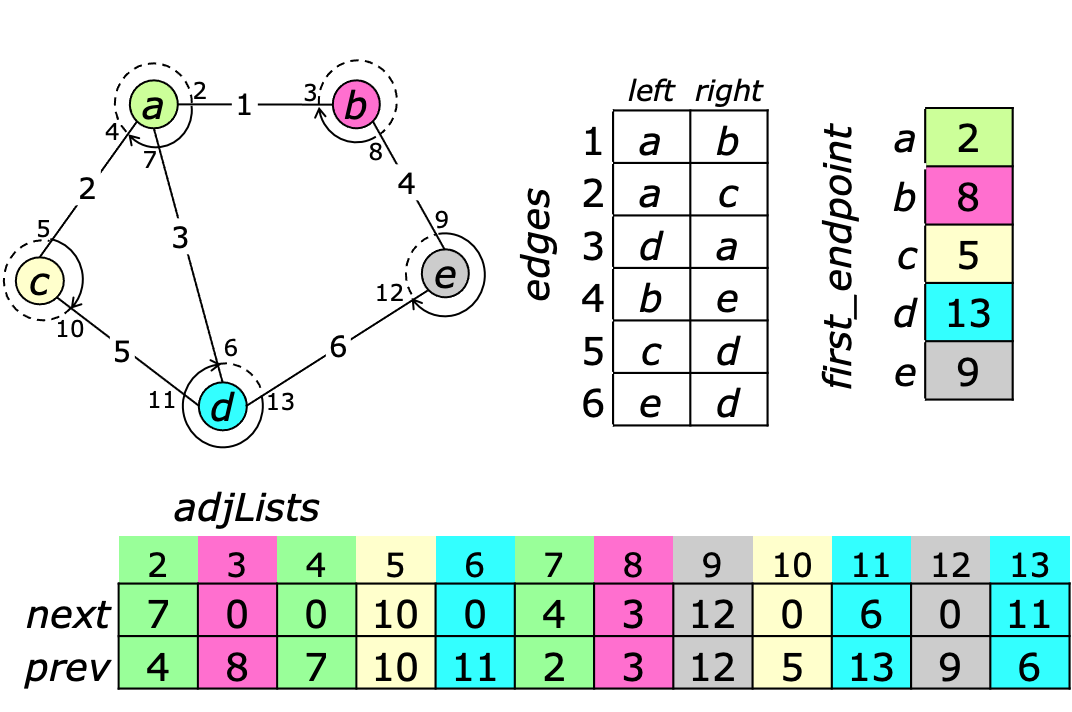 left right
edges
1 a b
2 a c
3 d a
4 b e
5 c d
6 e d
first_endpoint
a 2
b 8
c 5
d 13
e 9
a 2 1 3 b
4 7 8
2 3 4
5 9
c e
10 12
5 6 6
11 d 13
adjLists
2 3 4 5 6 7 8 9 10 11 12 13
next 7 0 0 10 0 4 3 12 0 6 0 11
prev 4 8 7 10 11 2 3 12 5 13 9 6